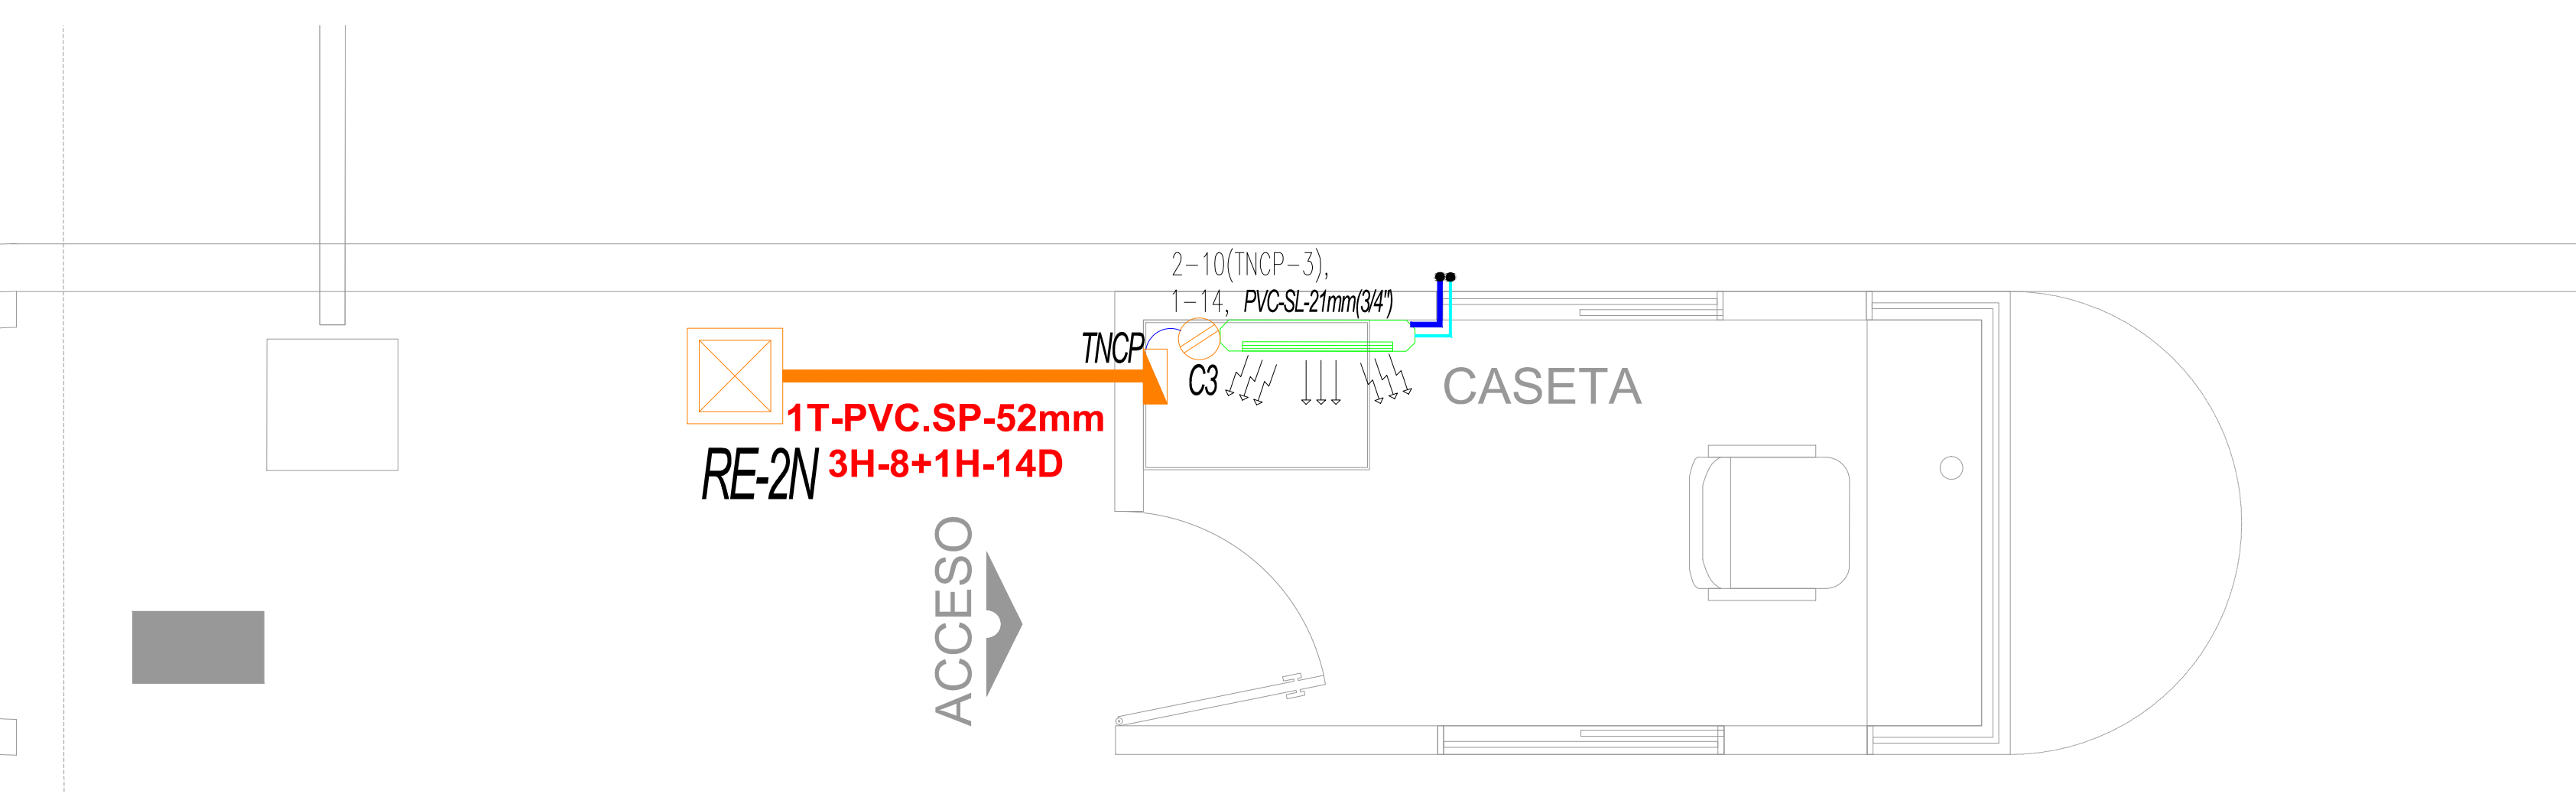 2-10(TNCP-3),
1-14, PVC-SL-21mm(3/4")
TNCP
C3
CASETA
1T-PVC.SP-52mm
RE-2N
3H-8+1H-14D
ACCESO